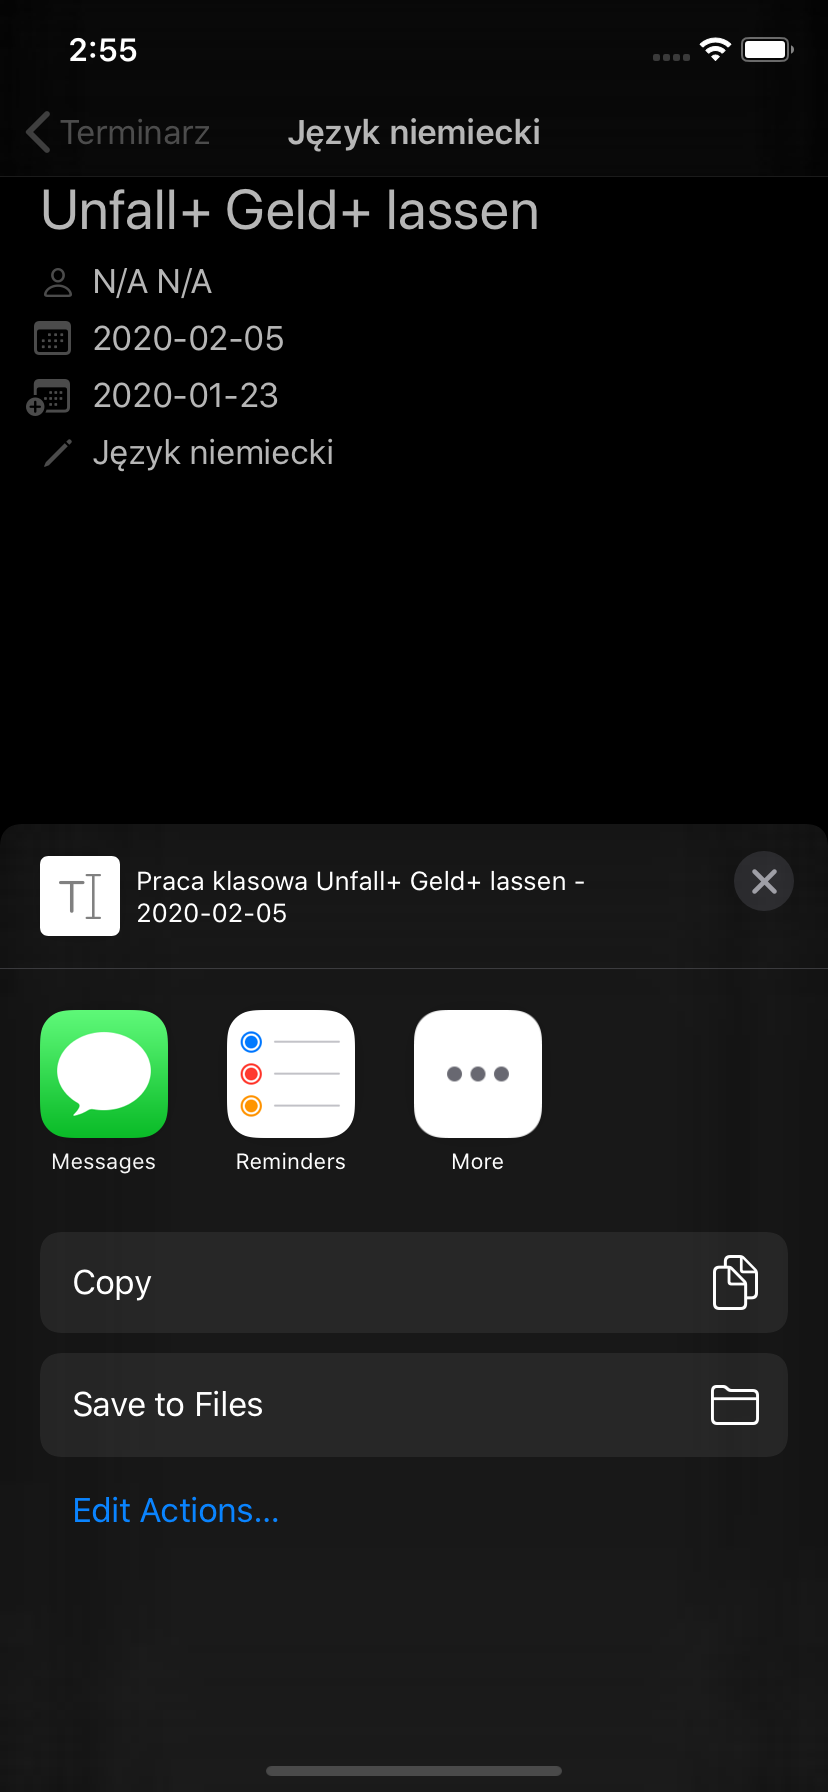 2:55
Terminarz
Język niemiecki
Unfall+ Geld+ lassen
N/A N/A
2020-02-05
2020-01-23
Język niemiecki
Praca klasowa Unfall+ Geld+ lassen -
2020-02-05
Messages
Reminders
More
Copy
Save to Files
Edit Actions...